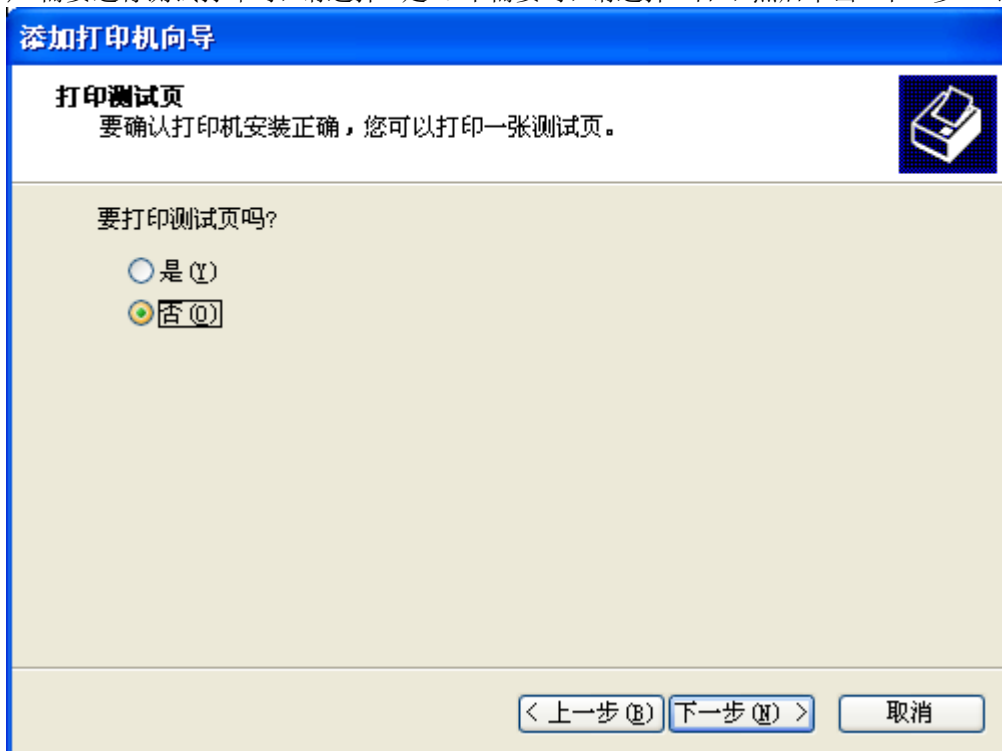 添加打印机向导
打印测试页
要确认打印机安装正确，您可以打印一张测试页。
要打印测试页吗?
是(Y)
否(O)
< 上一步(B) 下一步(N) > 取消